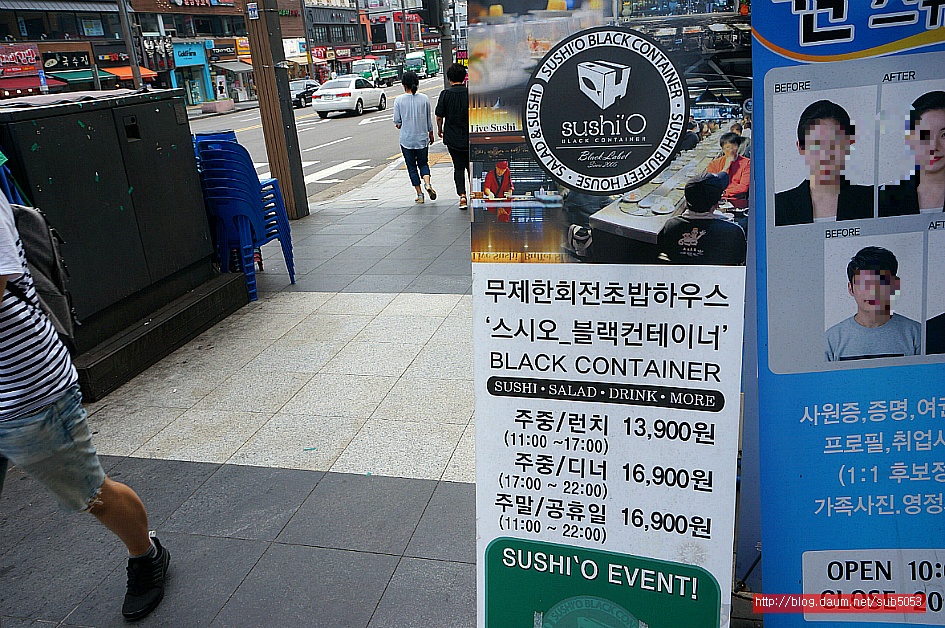 SUSHI'O BLACK CONTAINER
SALAD & SUSHI
SUSHI BUFFET HOUSE
sushi'O
BLACK CONTAINER
Black Label
Since 2005
Live Sushi
무제한회전초밥하우스
‘스시오_블랙컨테이너’
BLACK CONTAINER
SUSHI • SALAD • DRINK • MORE
주중/런치 13,900원
(11:00 ~17:00)
주중/디너 16,900원
(17:00 ~ 22:00)
주말/공휴일 16,900원
(11:00 ~ 22:00)
SUSHI`O EVENT!
BEFORE
AFTER
BEFORE
사원증,증명,여권
프로필,취업사
(1:1 후보정
가족사진,영정
OPEN 10:
CLOSE 20
http://blog.daum.net/sub5053